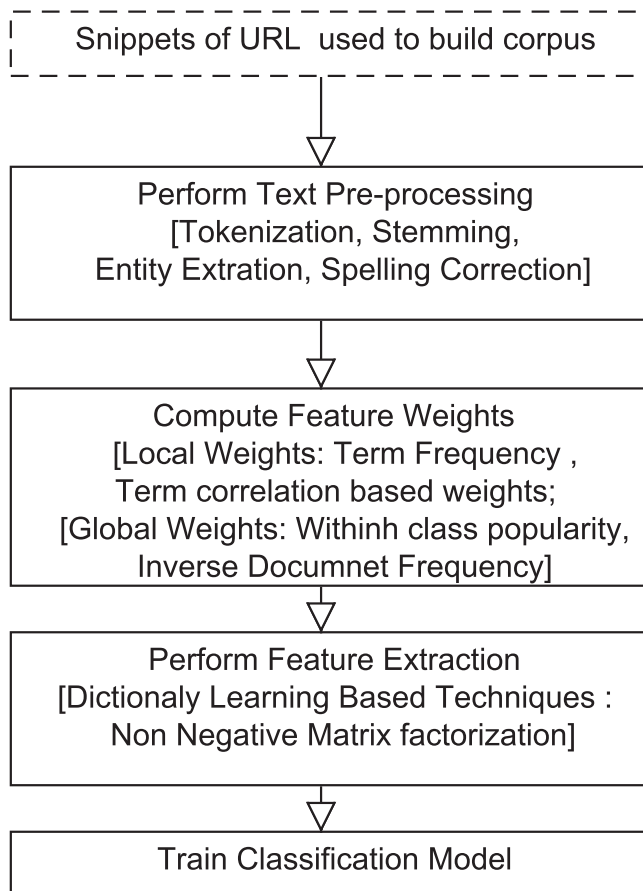 Snippets of URL used to build corpus
Perform Text Pre-processing
[Tokenization, Stemming,
Entity Extration, Spelling Correction]
Compute Feature Weights
[Local Weights: Term Frequency ,
Term correlation based weights;
[Global Weights: Withinh class popularity,
Inverse Documnet Frequency]
Perform Feature Extraction
[Dictionaly Learning Based Techniques :
Non Negative Matrix factorization]
Train Classification Model